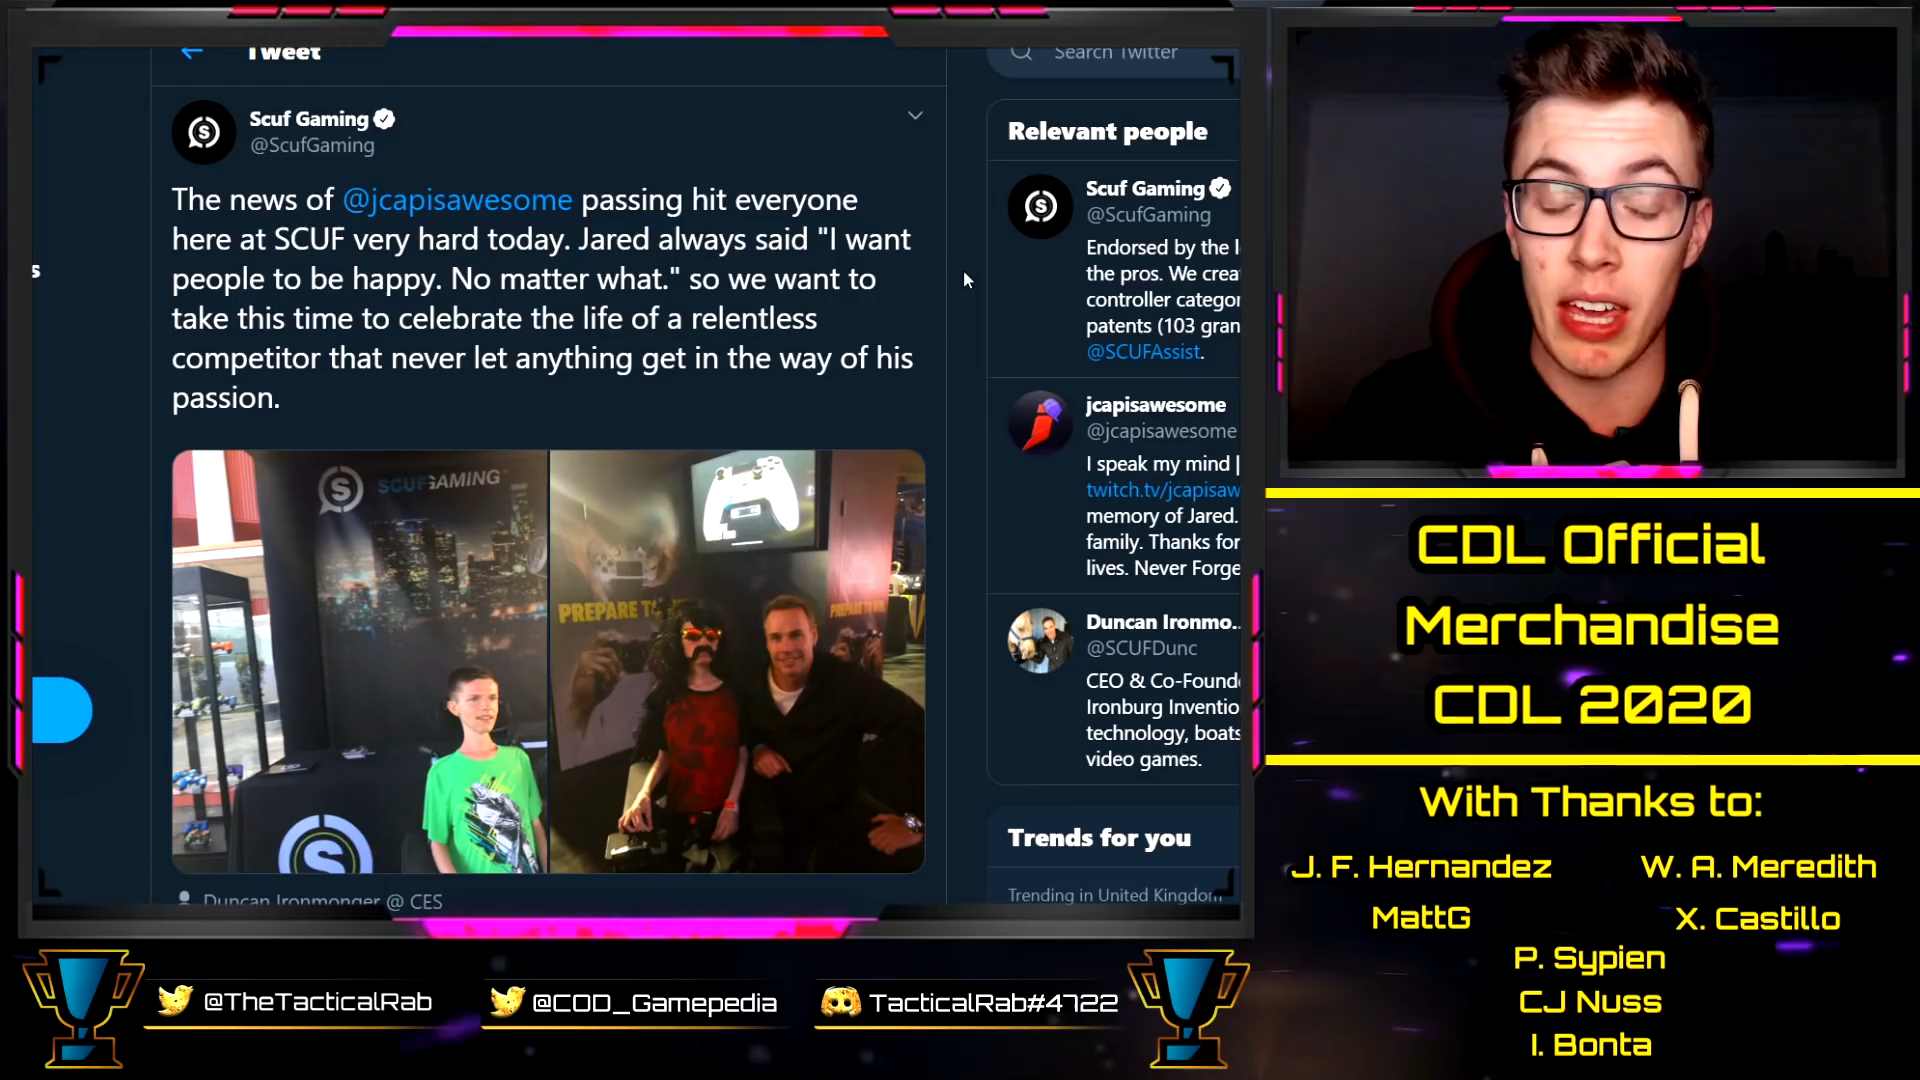 Tweet
Search Twitter
Scuf Gaming
@ScufGaming
The news of @jcapisawesome passing hit everyone
here at SCUF very hard today. Jared always said "I want
people to be happy. No matter what." so we want to
take this time to celebrate the life of a relentless
competitor that never let anything get in the way of his
passion.
s
SCUFGAMING
PREPARE TO
Duncan Ironmonger @ CES
Relevant people
Scuf Gaming
@ScufGaming
Endorsed by the l
the pros. We crea
controller categor
patents (103 gran
@SCUFAssist.
jcapisawesome
@jcapisawesome
I speak my mind |
twitch.tv/jcapisaw
memory of Jared.
family. Thanks for
lives. Never Forge
Duncan Ironmo..
@SCUFDunc
CEO & Co-Found
Ironburg Inventio
technology, boats
video games.
Trends for you
Trending in United Kingdom
CDL Official
Merchandise
CDL 2020
With Thanks to:
J. F. Hernandez
W. A. Meredith
MattG
X. Castillo
P. Sypien
CJ Nuss
I. Bonta
@TheTacticalRab
@COD_Gamepedia
TacticalRab#4722